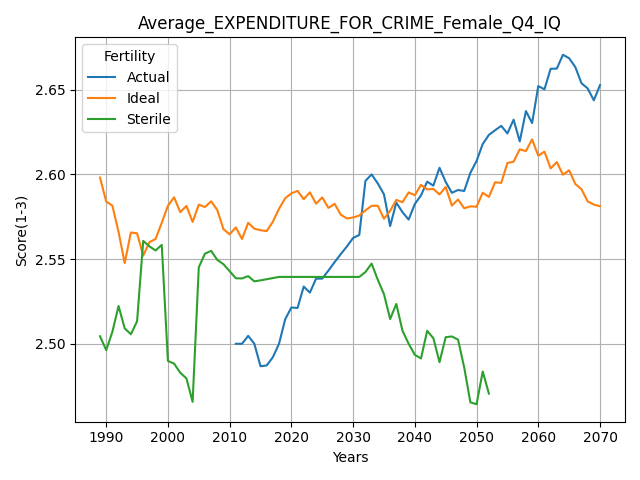 Average_EXPENDITURE_FOR_CRIME_Female_Q4_IQ
Fertility
Actual
Ideal
Sterile
2.65
2.60
2.55
2.50
Score(1-3)
1990 2000 2010 2020 2030 2040 2050 2060 2070
Years